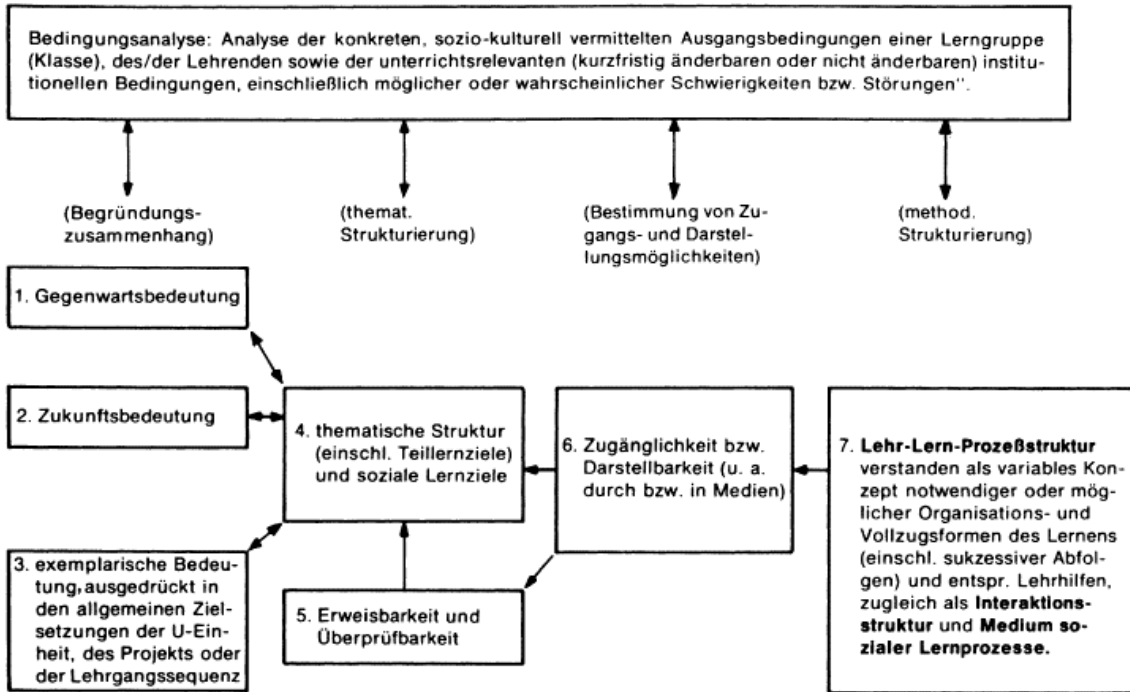 Bedingungsanalyse: Analyse der konkreten, sozio-kulturell vermittelten Ausgangsbedingungen einer Lerngruppe
(Klasse), des/der Lehrenden sowie der unterrichtsrelevanten (kurzfristig änderbaren oder nicht änderbaren) institu-
tionellen Bedingungen, einschließlich möglicher oder wahrscheinlicher Schwierigkeiten bzw. Störungen".
(Begründungs-
zusammenhang)
(themat.
Strukturierung)
(Bestimmung von Zu-
gangs- und Darstel-
lungsmöglichkeiten)
(method.
Strukturierung)
1. Gegenwartsbedeutung
2. Zukunftsbedeutung
3. exemplarische Bedeu-
tung, ausgedrückt in
den allgemeinen Ziel-
setzungen der U-Ein-
heit, des Projekts oder
der Lehrgangssequenz
4. thematische Struktur
(einschl. Teillernziele)
und soziale Lernziele
5. Erweisbarkeit und
Überprüfbarkeit
6. Zugänglichkeit bzw.
Darstellbarkeit (u. a.
durch bzw. in Medien)
7. Lehr-Lern-Prozeßstruktur
verstanden als variables Kon-
zept notwendiger oder mög-
licher Organisations- und
Vollzugsformen des Lernens
(einschl. sukzessiver Abfol-
gen) und entspr. Lehrhilfen,
zugleich als Interaktions-
struktur und Medium so-
zialer Lernprozesse.